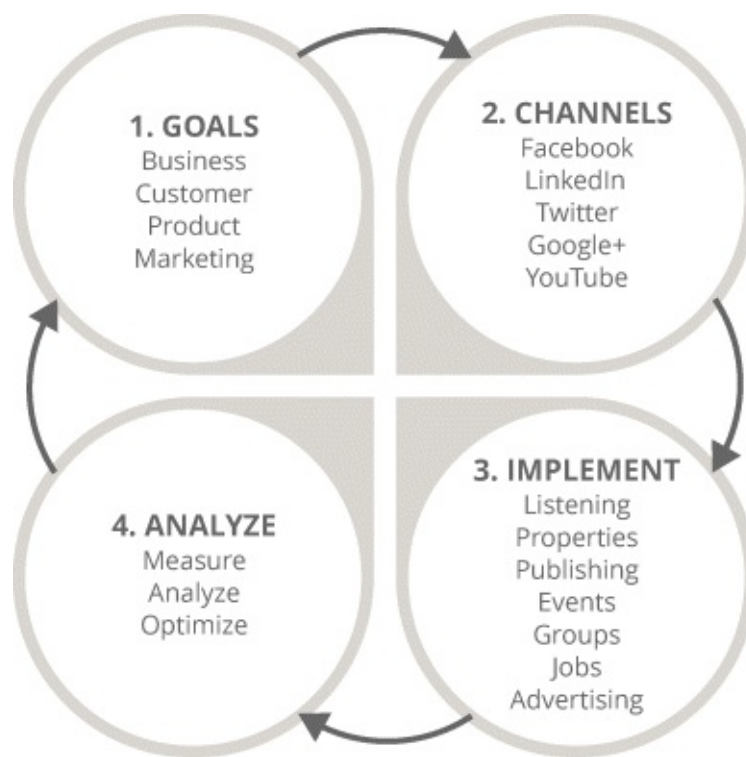 1. GOALS
Business
Customer
Product
Marketing
2. CHANNELS
Facebook
LinkedIn
Twitter
Google+
YouTube
3. IMPLEMENT
Listening
Properties
Publishing
Events
Groups
Jobs
Advertising
4. ANALYZE
Measure
Analyze
Optimize